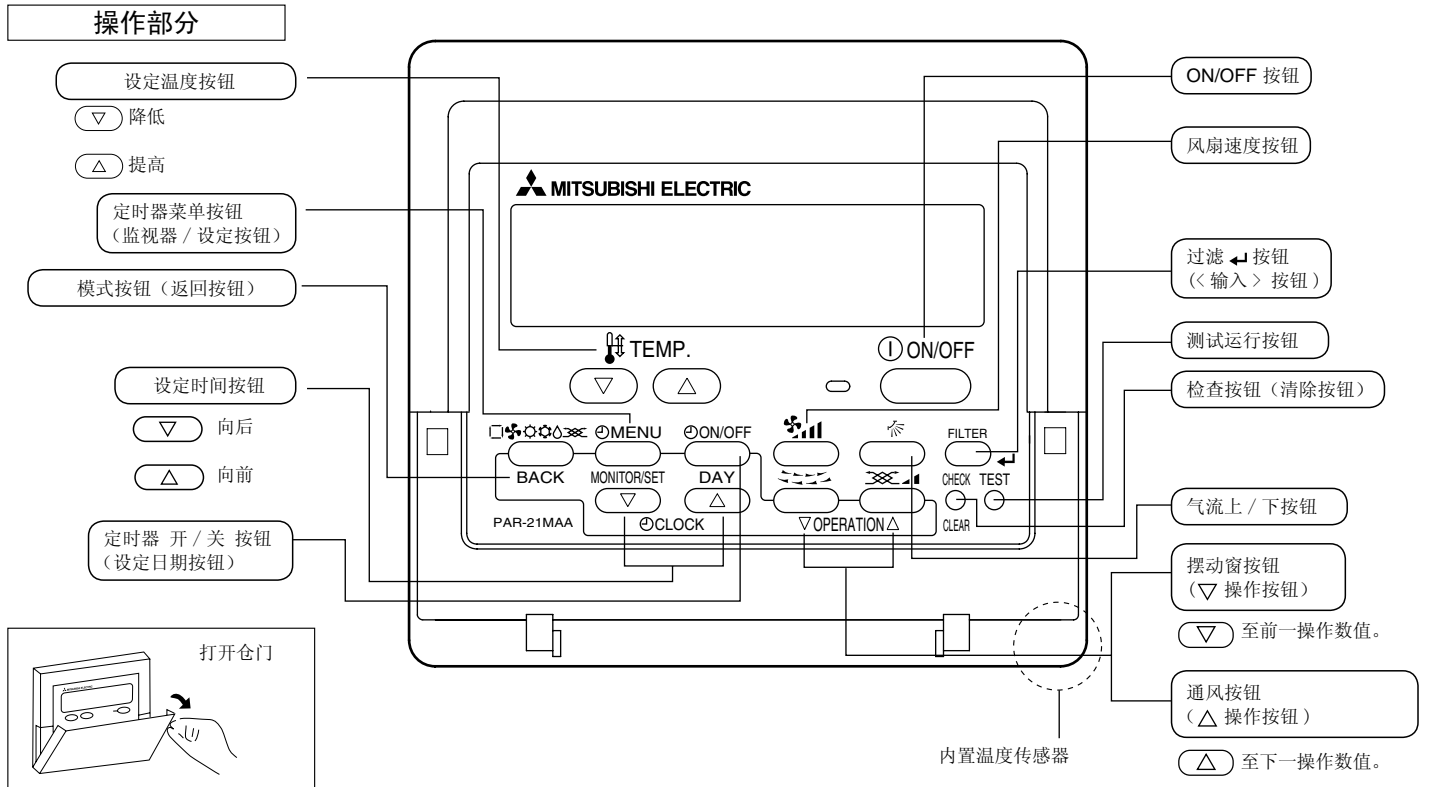 操作部分
设定温度按钮
▽ 降低
△ 提高
定时器菜单按钮
（监视器 / 设定按钮）
模式按钮（返回按钮）
设定时间按钮
▽ 向后
△ 向前
定时器 开 / 关 按钮
（设定日期按钮）
打开仓门
MITSUBISHI ELECTRIC
TEMP.
ON/OFF
▽ △
MENU
ON/OFF
FILTER
BACK
MONITOR/SET
DAY
CHECK TEST
▽ △
PAR-21MAA
CLOCK
▽ OPERATION △
CLEAR
ON/OFF 按钮
风扇速度按钮
过滤 ↵ 按钮
(< 输入 > 按钮 )
测试运行按钮
检查按钮（清除按钮）
气流上 / 下按钮
摆动窗按钮
（▽ 操作按钮）
▽ 至前一操作数值。
通风按钮
（△ 操作按钮 ）
△ 至下一操作数值。
内置温度传感器